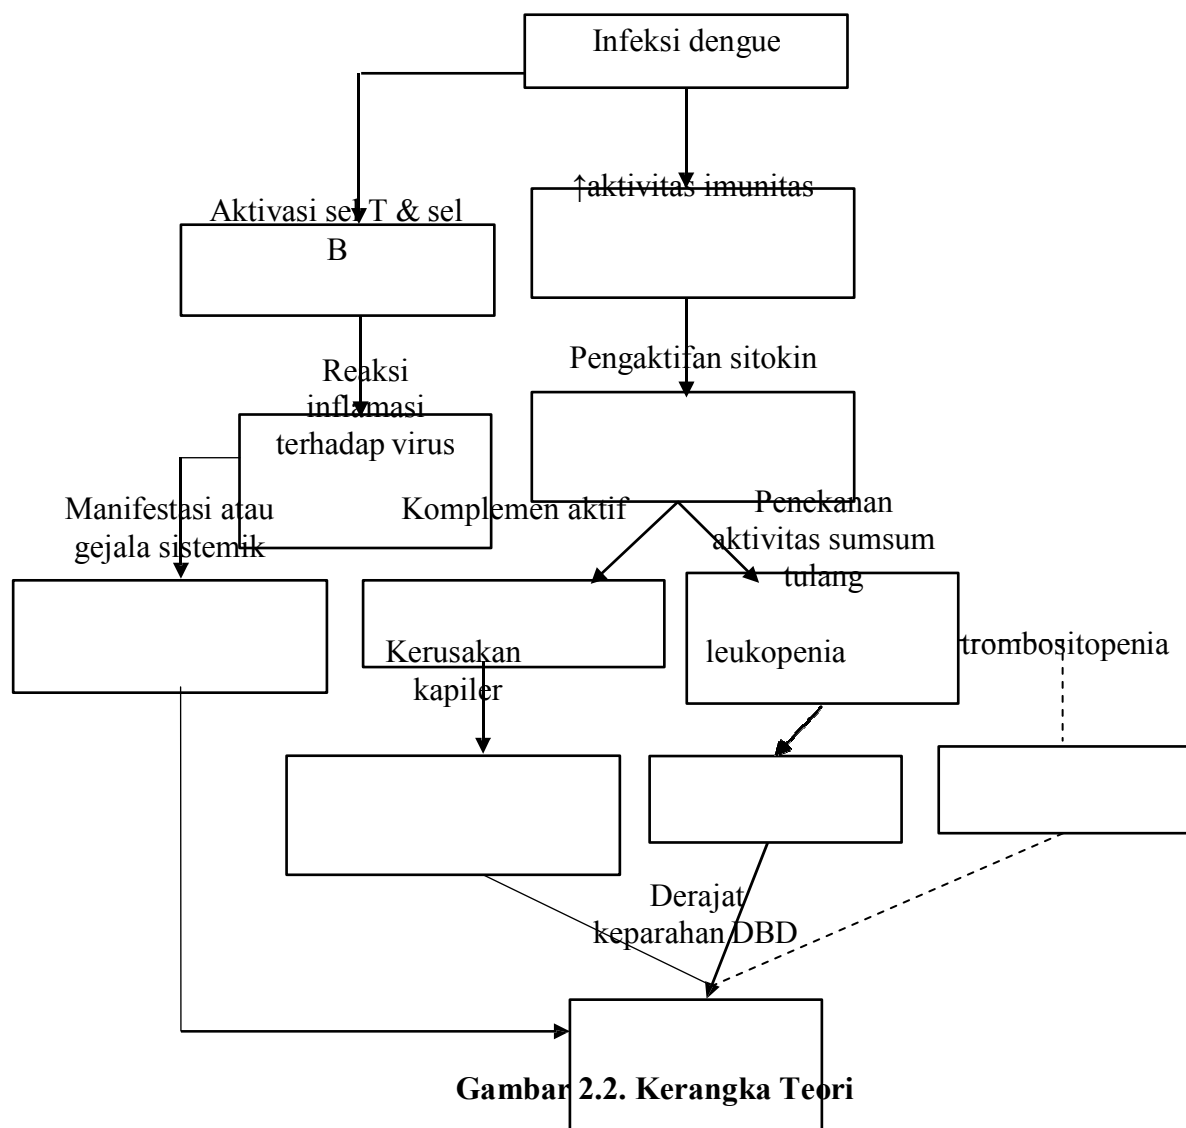 Infeksi dengue
↑aktivitas imunitas
Aktivasi sel T & sel
B
Pengaktifan sitokin
Reaksi
inflamasi
terhadap virus
Manifestasi atau
gejala sistemik
Komplemen aktif
Penekanan
aktivitas sumsum
tulang
Kerusakan
kapiler
leukopenia
trombositopenia
Derajat
keparahan DBD
Gambar 2.2. Kerangka Teori